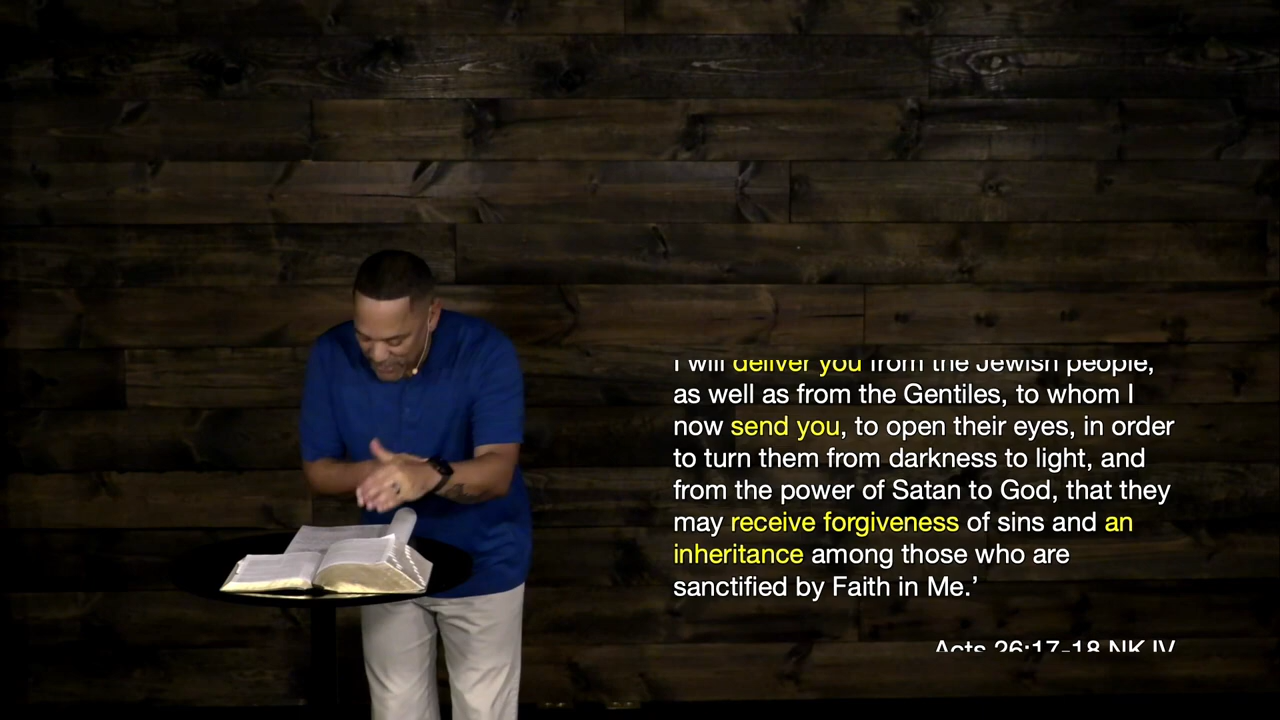 I will deliver you from the Jewish people,
as well as from the Gentiles, to whom I
now send you, to open their eyes, in order
to turn them from darkness to light, and
from the power of Satan to God, that they
may receive forgiveness of sins and an
inheritance among those who are
sanctified by Faith in Me.’
Acts 26:17-18 NKJV